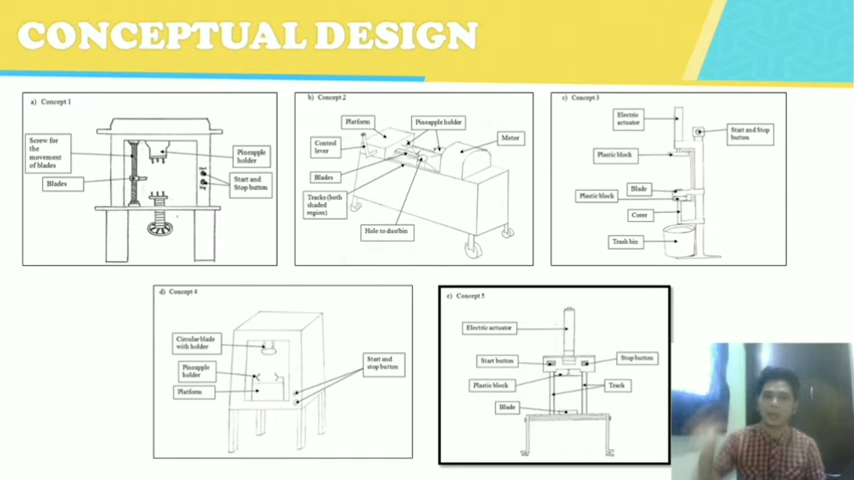 CONCEPTUAL DESIGN
a) Concept 1
Screw for
the
movement
of blades
Blades
Pineapple
holder
Start and
Stop button
b) Concept 2
Platform
Pineapple holder
Control
lever
Motor
Blades
Tracks (both
shaded
region)
Hole to dustbin
c) Concept 3
Electric
actuator
Start and Stop
button
Plastic block
Blade
Plastic block
Corer
Trash bin
d) Concept 4
Circular blade
with holder
Pineapple
holder
Platform
Start and
stop button
e) Concept 5
Electric actuator
Start button
Stop button
Plastic block
Track
Blade